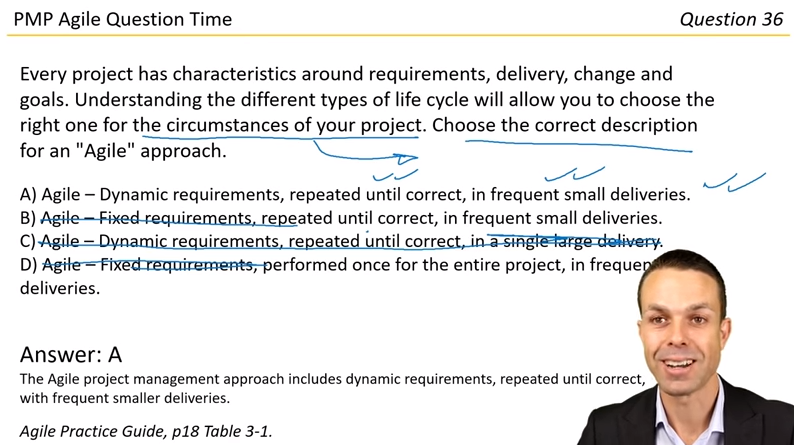 PMP Agile Question Time
Question 36
Every project has characteristics around requirements, delivery, change and
goals. Understanding the different types of life cycle will allow you to choose the
right one for the circumstances of your project. Choose the correct description
for an "Agile" approach.
A) Agile – Dynamic requirements, repeated until correct, in frequent small deliveries.
B) Agile – Fixed requirements, repeated until correct, in frequent small deliveries.
C) Agile – Dynamic requirements, repeated until correct, in a single large delivery.
D) Agile – Fixed requirements, performed once for the entire project, in frequent
deliveries.
Answer: A
The Agile project management approach includes dynamic requirements, repeated until correct,
with frequent smaller deliveries.
Agile Practice Guide, p18 Table 3-1.